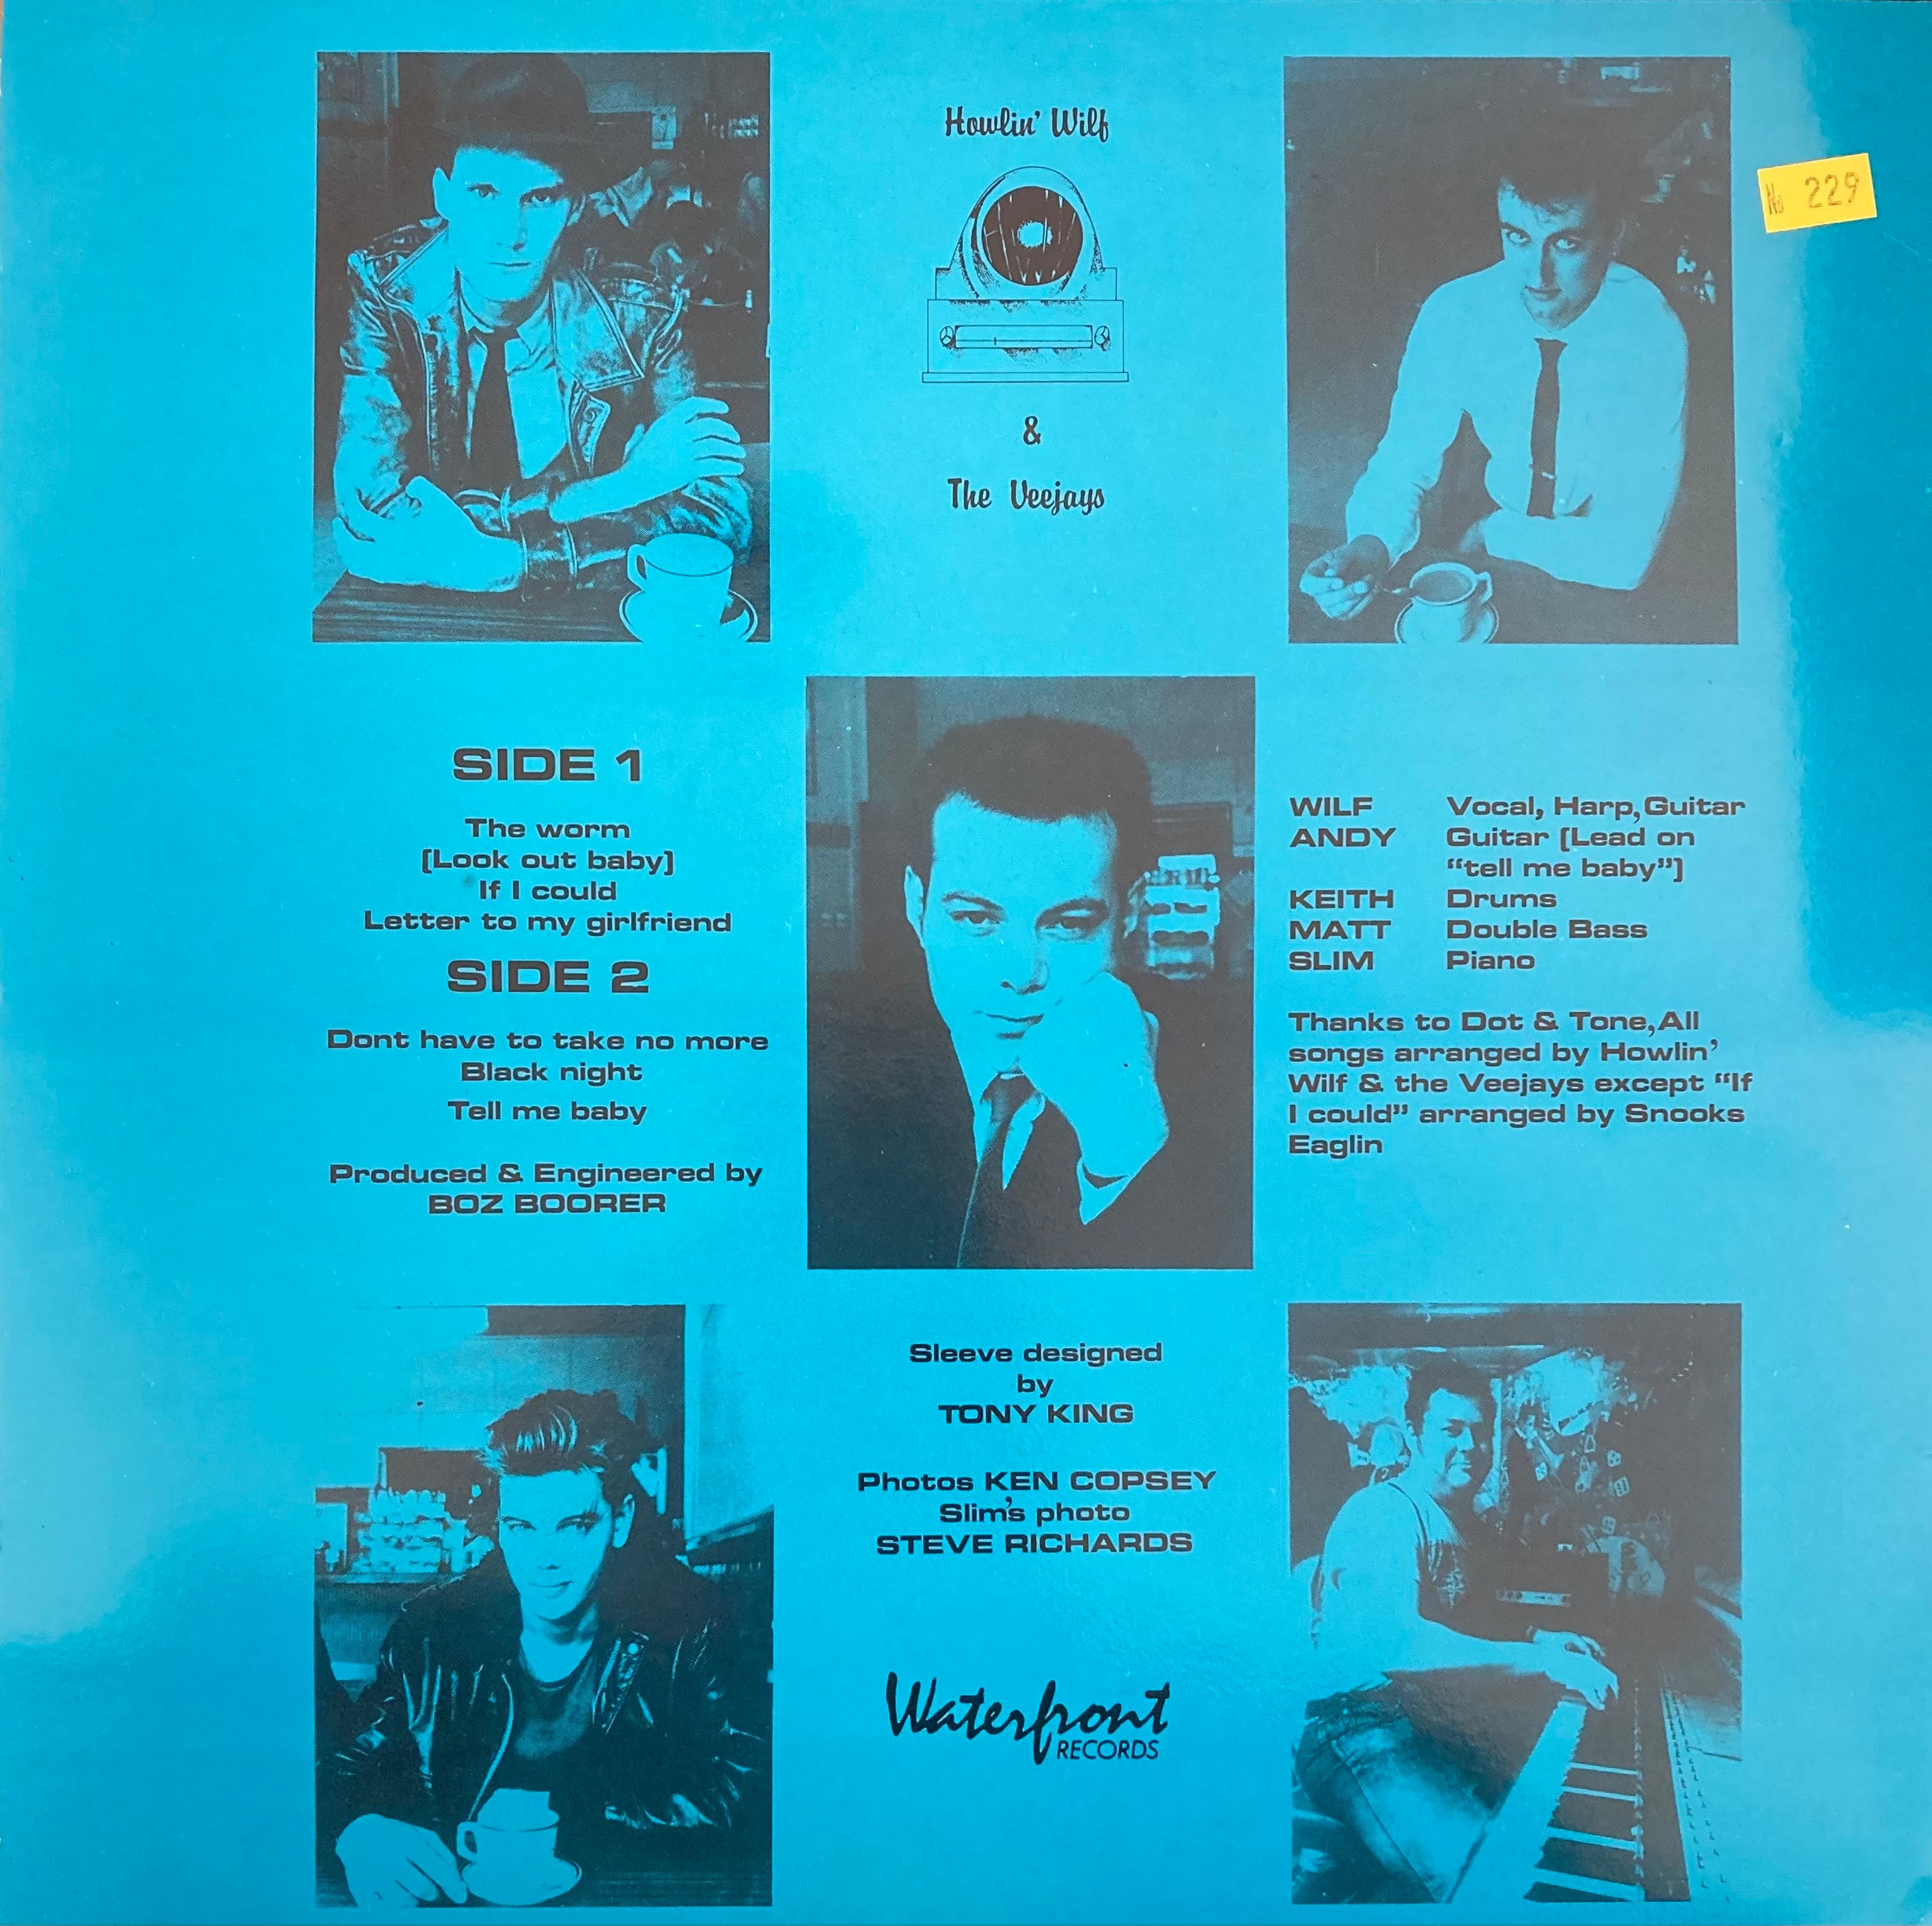 Howlin' Wilf
&
The Veejays
No 229
SIDE 1
The worm
(Look out baby)
If I could
Letter to my girlfriend
SIDE 2
Dont have to take no more
Black night
Tell me baby
Produced & Engineered by
BOZ BOORER
WILF Vocal, Harp, Guitar
ANDY Guitar (Lead on
"tell me baby")
KEITH Drums
MATT Double Bass
SLIM Piano
Thanks to Dot & Tone, All
songs arranged by Howlin'
Wilf & the Veejays except "If
I could" arranged by Snooks
Eaglin
Sleeve designed
by
TONY KING
Photos KEN COPSEY
Slim's photo
STEVE RICHARDS
Waterfront
RECORDS